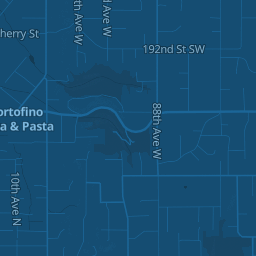 herry St
th Ave W
d Ave W
192nd St SW
ortofino
a & Pasta
88th Ave W
10th Ave N